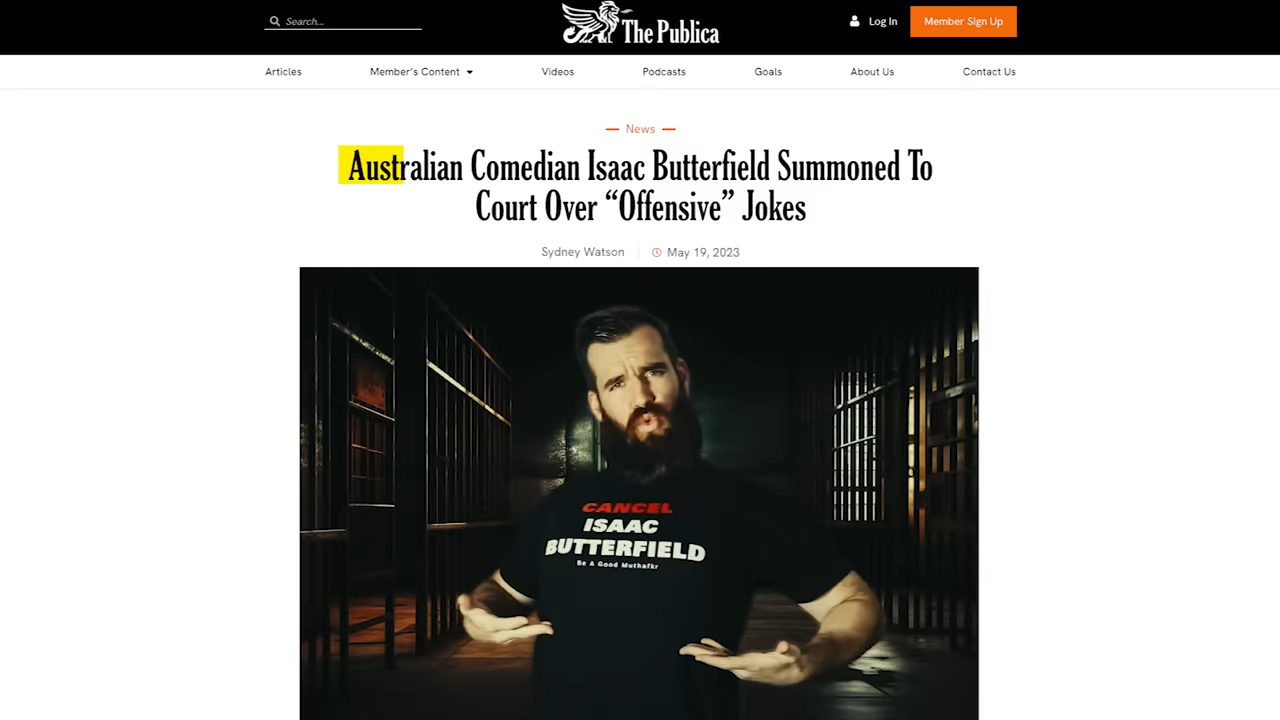 Search...
The Publica
Log In
Member Sign Up
Articles
Member's Content
Videos
Podcasts
Goals
About Us
Contact Us
News
Australian Comedian Isaac Butterfield Summoned To
Court Over “Offensive” Jokes
Sydney Watson
May 19, 2023
CANCEL
ISAAC
BUTTERFIELD
Be A Good Muthafkr